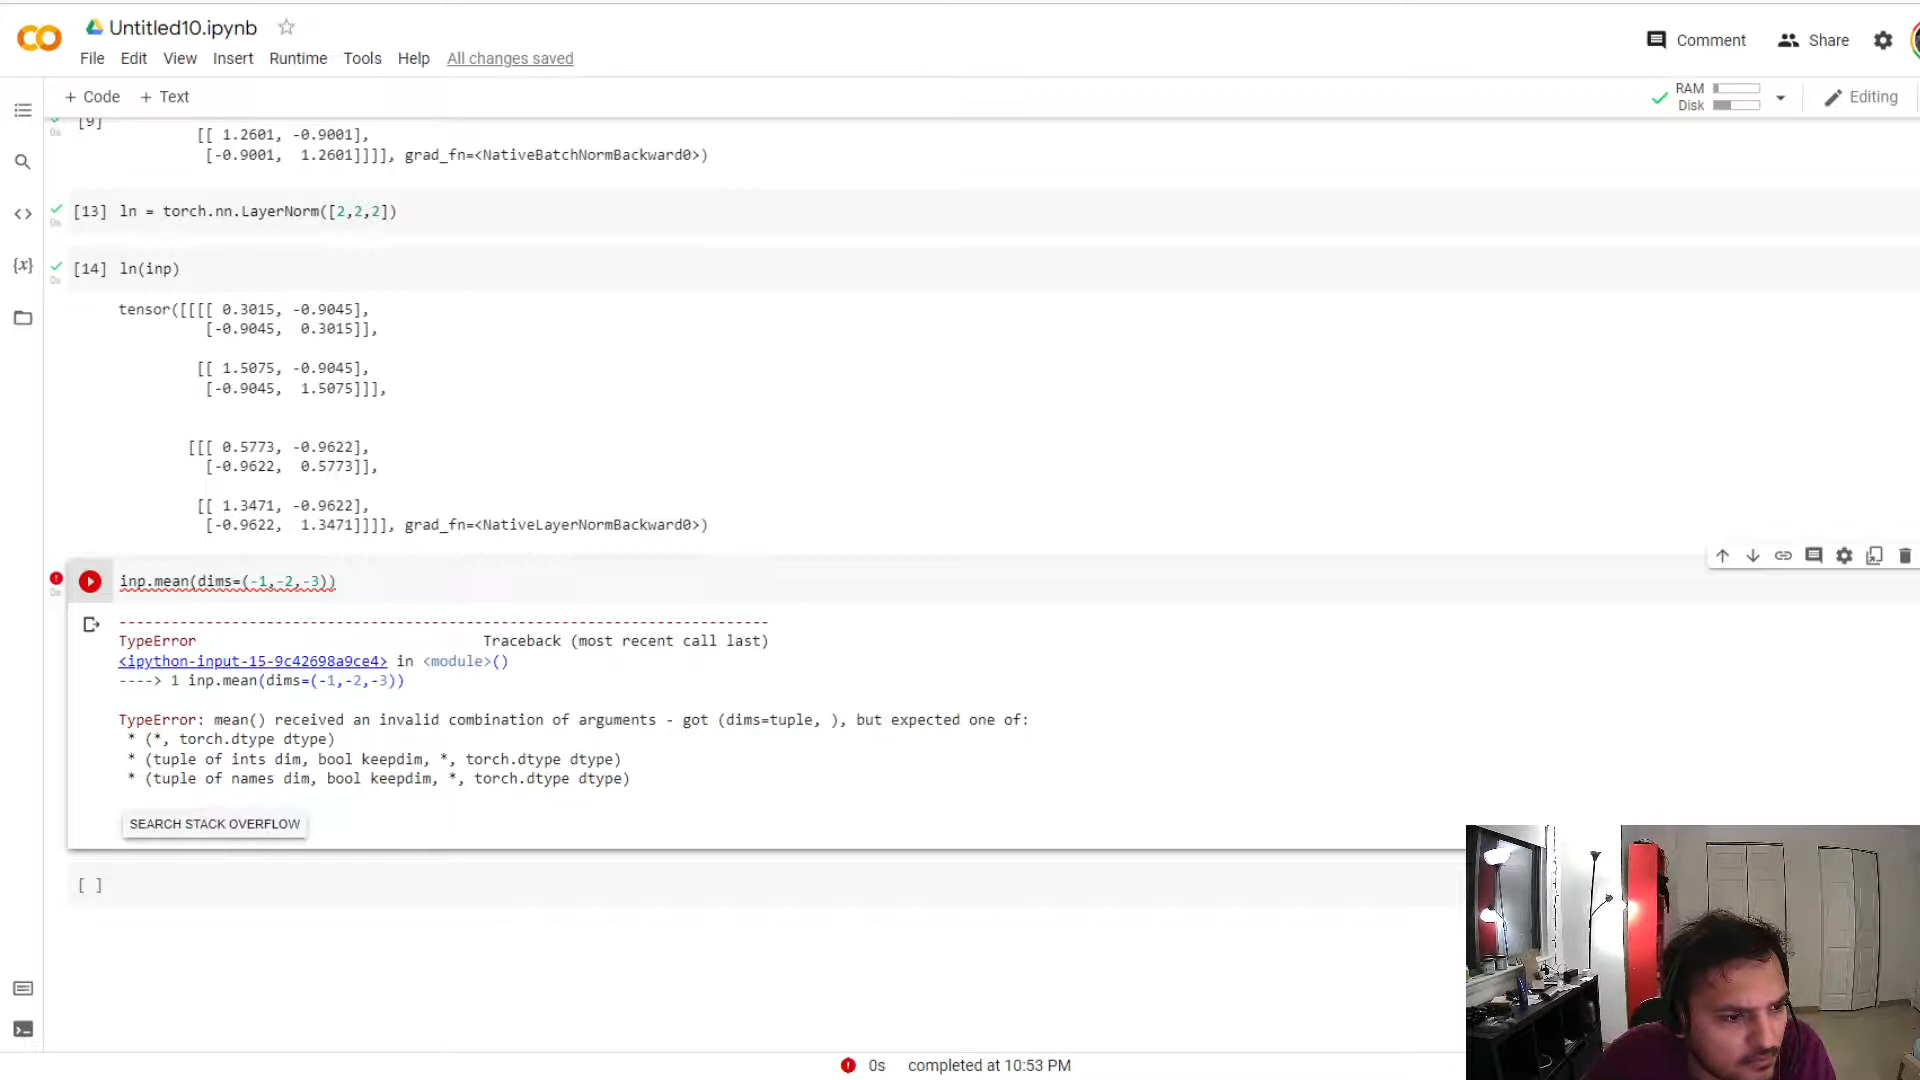 Untitled10.ipynb
File Edit View Insert Runtime Tools Help All changes saved
Comment Share
+ Code + Text
RAM
Disk
Editing
[9]
0s
[[ 1.2601, -0.9001],
[-0.9001, 1.2601]]]], grad_fn=<NativeBatchNormBackward0>)
[13] ln = torch.nn.LayerNorm([2,2,2])
0s
[14] ln(inp)
0s
tensor([[[[ 0.3015, -0.9045],
[-0.9045, 0.3015]],
[[ 1.5075, -0.9045],
[-0.9045, 1.5075]]],
[[[ 0.5773, -0.9622],
[-0.9622, 0.5773]],
[[ 1.3471, -0.9622],
[-0.9622, 1.3471]]]], grad_fn=<NativeLayerNormBackward0>)
inp.mean(dims=(-1,-2,-3))
0s
---------------------------------------------------------------------------
TypeError Traceback (most recent call last)
<ipython-input-15-9c42698a9ce4> in <module>()
----> 1 inp.mean(dims=(-1,-2,-3))
TypeError: mean() received an invalid combination of arguments - got (dims=tuple, ), but expected one of:
* (*, torch.dtype dtype)
* (tuple of ints dim, bool keepdim, *, torch.dtype dtype)
* (tuple of names dim, bool keepdim, *, torch.dtype dtype)
SEARCH STACK OVERFLOW
[ ]
0s completed at 10:53 PM